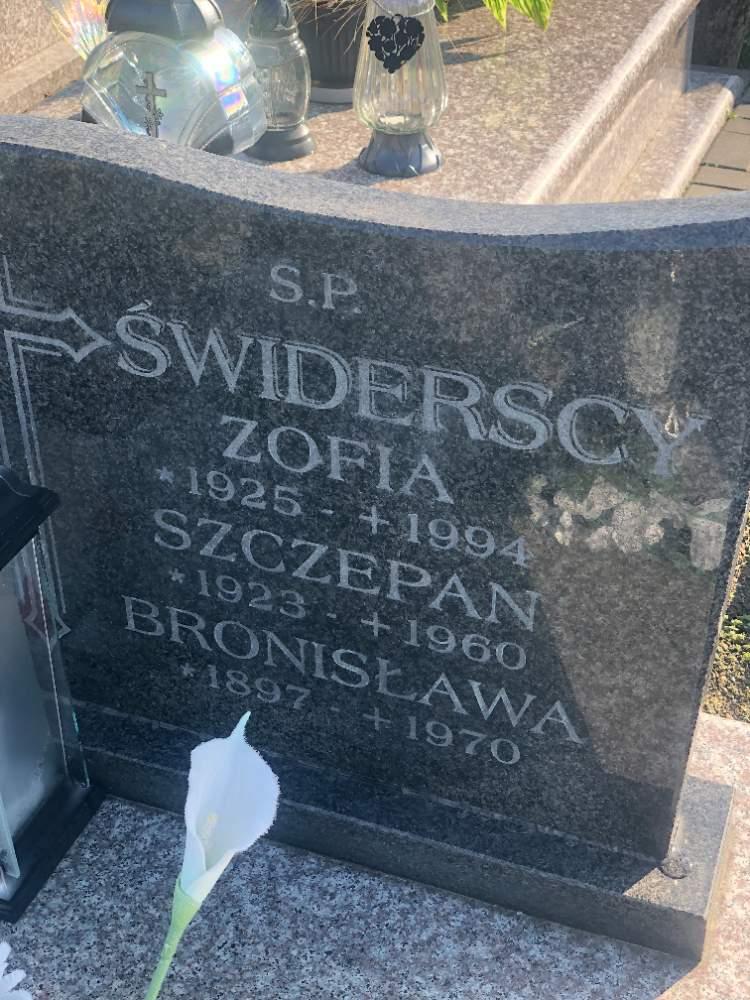 S.P.
ŚWIDERSCY
ZOFIA
*1925 - +1994
SZCZEPAN
*1923 - +1960
BRONISŁAWA
*1897 - +1970